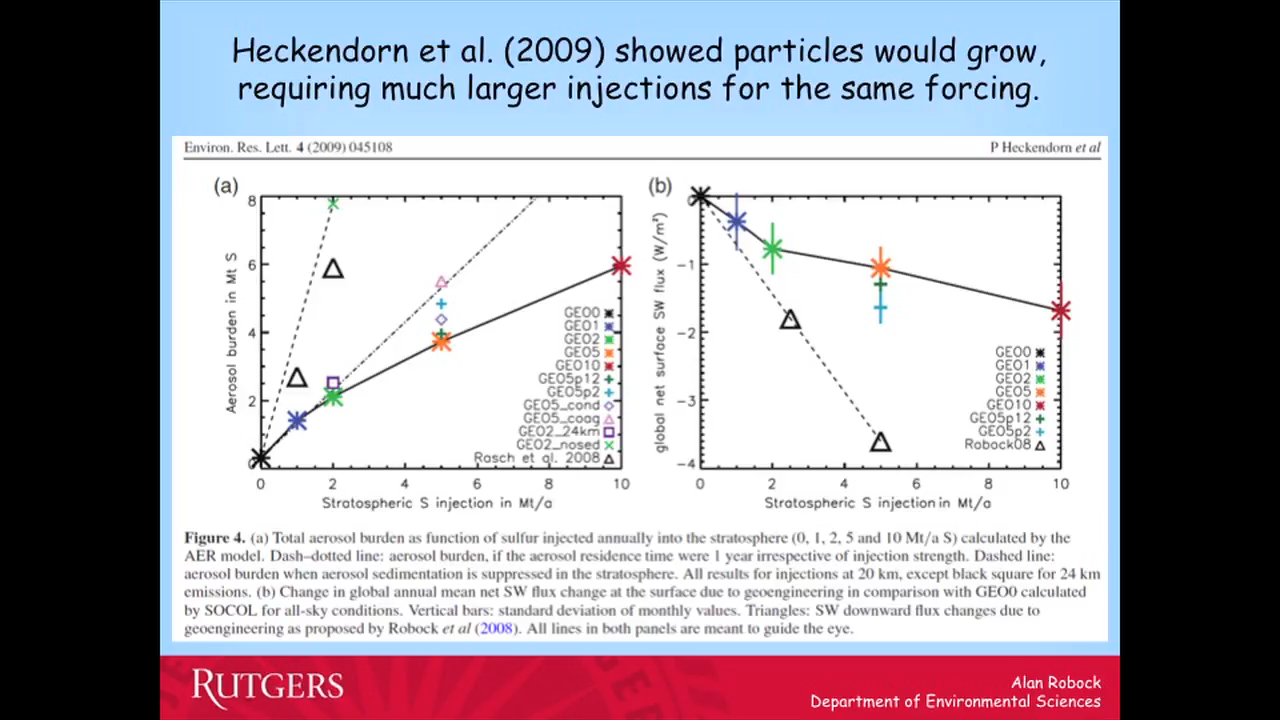 Heckendorn et al. (2009) showed particles would grow,
requiring much larger injections for the same forcing.
Environ. Res. Lett. 4 (2009) 045108
P Heckendorn et al
(a)
8
6
4
2
0
Aerosol burden in Mt S
0 2 4 6 8 10
Stratospheric S injection in Mt/a
GEO0
GEO1
GEO2
GEO5
GEO10
GEO5p12
GEO5p2
GEO5_cond
GEO5_coag
GEO2_24km
GEO2_nosed
Rasch et al. 2008
(b)
0
-1
-2
-3
-4
global net surface SW flux (W/m²)
0 2 4 6 8 10
Stratospheric S injection in Mt/a
GEO0
GEO1
GEO2
GEO5
GEO10
GEO5p12
GEO5p2
Robock08
Figure 4. (a) Total aerosol burden as function of sulfur injected annually into the stratosphere (0, 1, 2, 5 and 10 Mt/a S) calculated by the
AER model. Dash–dotted line: aerosol burden, if the aerosol residence time were 1 year irrespective of injection strength. Dashed line:
aerosol burden when aerosol sedimentation is suppressed in the stratosphere. All results for injections at 20 km, except black square for 24 km
emissions. (b) Change in global annual mean net SW flux change at the surface due to geoengineering in comparison with GEO0 calculated
by SOCOL for all-sky conditions. Vertical bars: standard deviation of monthly values. Triangles: SW downward flux changes due to
geoengineering as proposed by Robock et al (2008). All lines in both panels are meant to guide the eye.
RUTGERS
Alan Robock
Department of Environmental Sciences